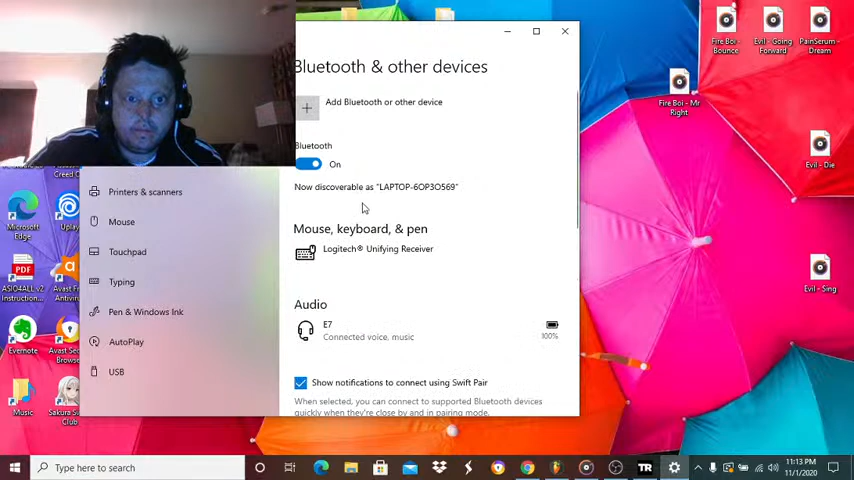 Bluetooth & other devices
Add Bluetooth or other device
Bluetooth
On
Now discoverable as "LAPTOP-6OP3O569"
Mouse, keyboard, & pen
Logitech® Unifying Receiver
Audio
E7
Connected voice, music
100%
Show notifications to connect using Swift Pair
When selected, you can connect to supported Bluetooth devices
quickly when they're close by and in pairing mode.
Printers & scanners
Mouse
Touchpad
Typing
Pen & Windows Ink
AutoPlay
USB
Creed
Microsoft
Edge
Uplay
PDF
ASIO4ALL v2
Instruction...
Avast Free
Antivirus
Evernote
Avast Secure
Browser
Music
Sakura
Club
Fire Boi -
Bounce
Evil - Going
Forward
PainSerum -
Dream
Fire Boi - Mr
Right
Evil - Die
Evil - Sing
Type here to search
TR
11:13 PM
11/1/2020